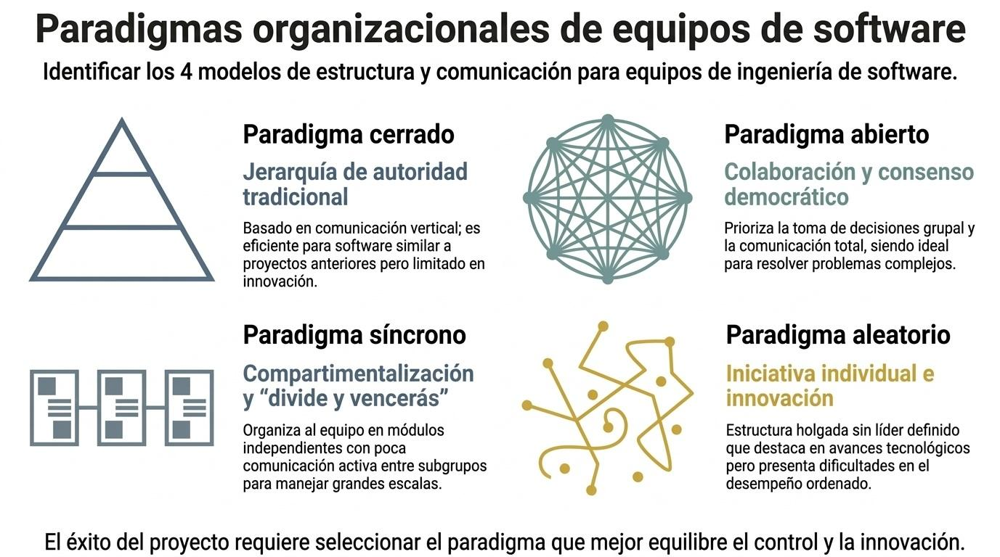 Paradigmas organizacionales de equipos de software
Identificar los 4 modelos de estructura y comunicación para equipos de ingeniería de software.
Paradigma cerrado
Jerarquía de autoridad
tradicional
Basado en comunicación vertical; es
eficiente para software similar a
proyectos anteriores pero limitado en
innovación.
Paradigma abierto
Colaboración y consenso
democrático
Prioriza la toma de decisiones grupal y
la comunicación total, siendo ideal
para resolver problemas complejos.
Paradigma síncrono
Compartimentalización
y “divide y vencerás”
Organiza al equipo en módulos
independientes con poca
comunicación activa entre subgrupos
para manejar grandes escalas.
Paradigma aleatorio
Iniciativa individual e
innovación
Estructura holgada sin líder definido
que destaca en avances tecnológicos
pero presenta dificultades en el
desempeño ordenado.
El éxito del proyecto requiere seleccionar el paradigma que mejor equilibre el control y la innovación.